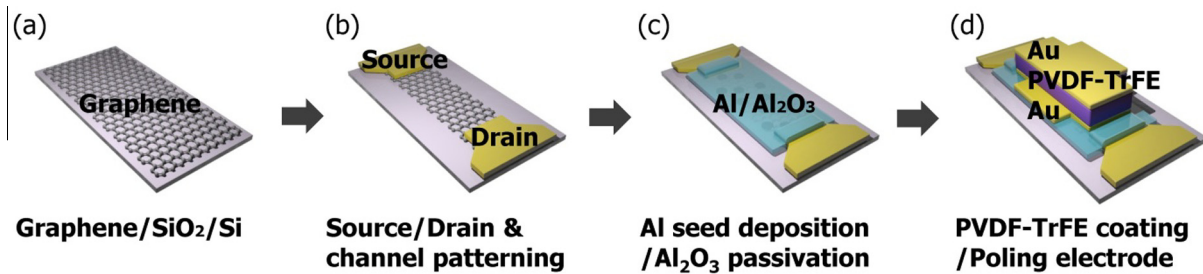 (a)
Graphene
Graphene/SiO₂/Si
(b)
Source
Drain
Source/Drain &
channel patterning
(c)
Al/Al₂O₃
Al seed deposition
/Al₂O₃ passivation
(d)
Au
PVDF-TrFE
Au
PVDF-TrFE coating
/Poling electrode